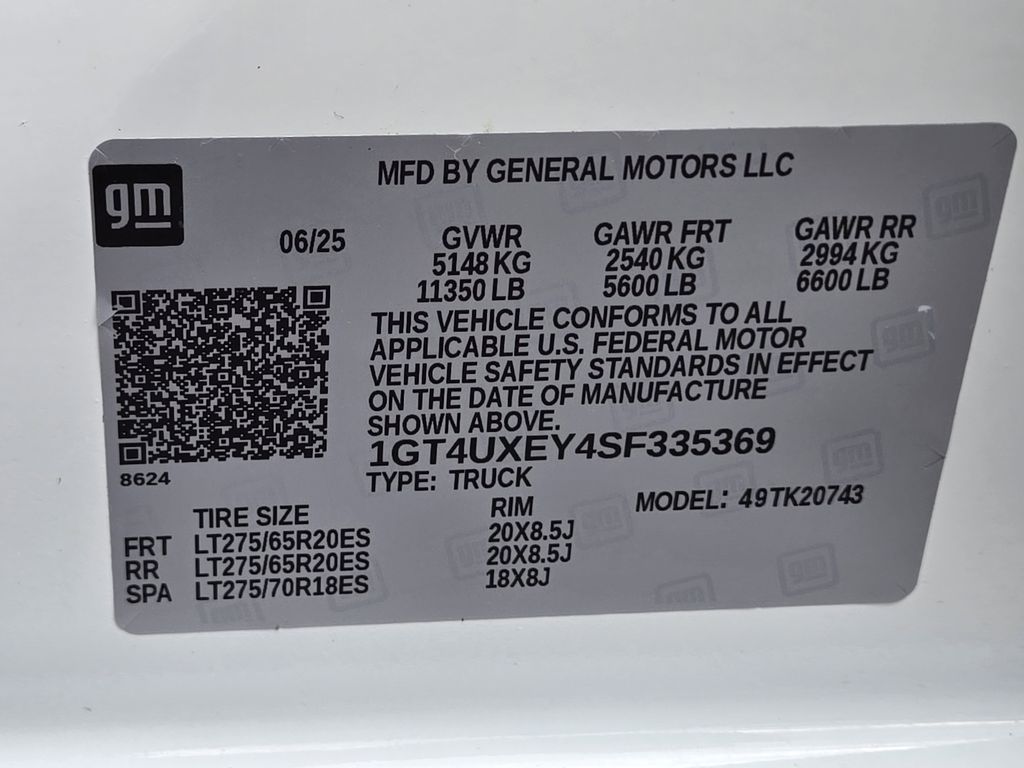 gm
MFD BY GENERAL MOTORS LLC
06/25 GVWR GAWR FRT GAWR RR
5148 KG 2540 KG 2994 KG
11350 LB 5600 LB 6600 LB
THIS VEHICLE CONFORMS TO ALL
APPLICABLE U.S. FEDERAL MOTOR
VEHICLE SAFETY STANDARDS IN EFFECT
ON THE DATE OF MANUFACTURE
SHOWN ABOVE.
1GT4UXEY4SF335369
8624
TYPE: TRUCK
MODEL: 49TK20743
TIRE SIZE RIM
FRT LT275/65R20ES 20X8.5J
RR LT275/65R20ES 20X8.5J
SPA LT275/70R18ES 18X8J